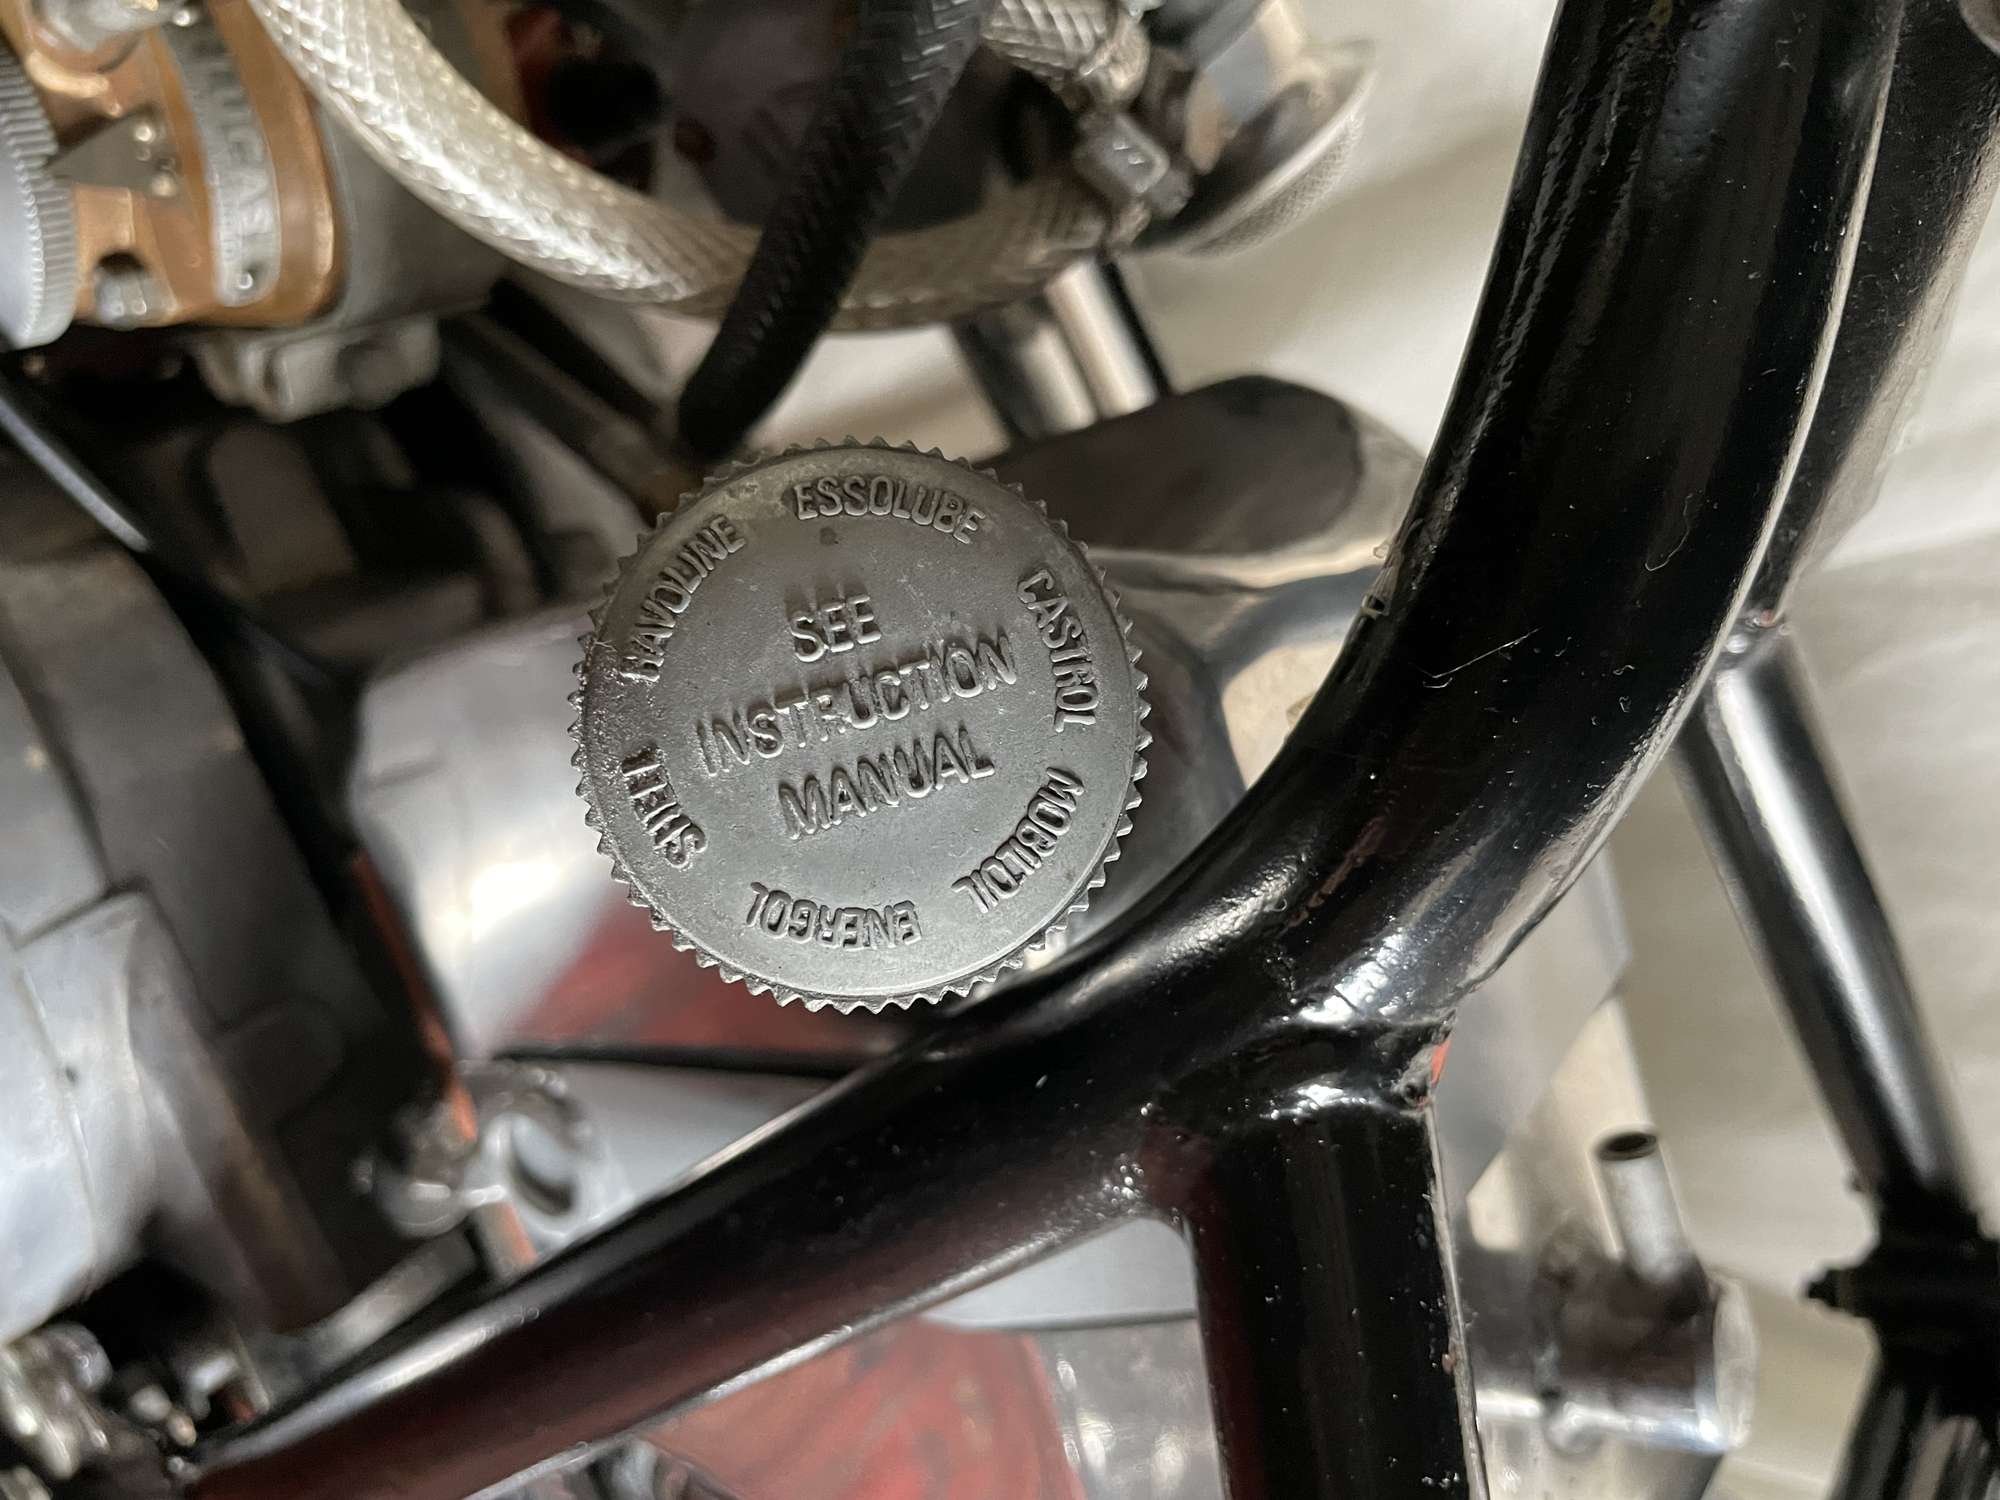 ESSOLUBE
CASTROL
MOBILOIL
ENERGOL
SHELL
HAVOLINE
SEE
INSTRUCTION
MANUAL